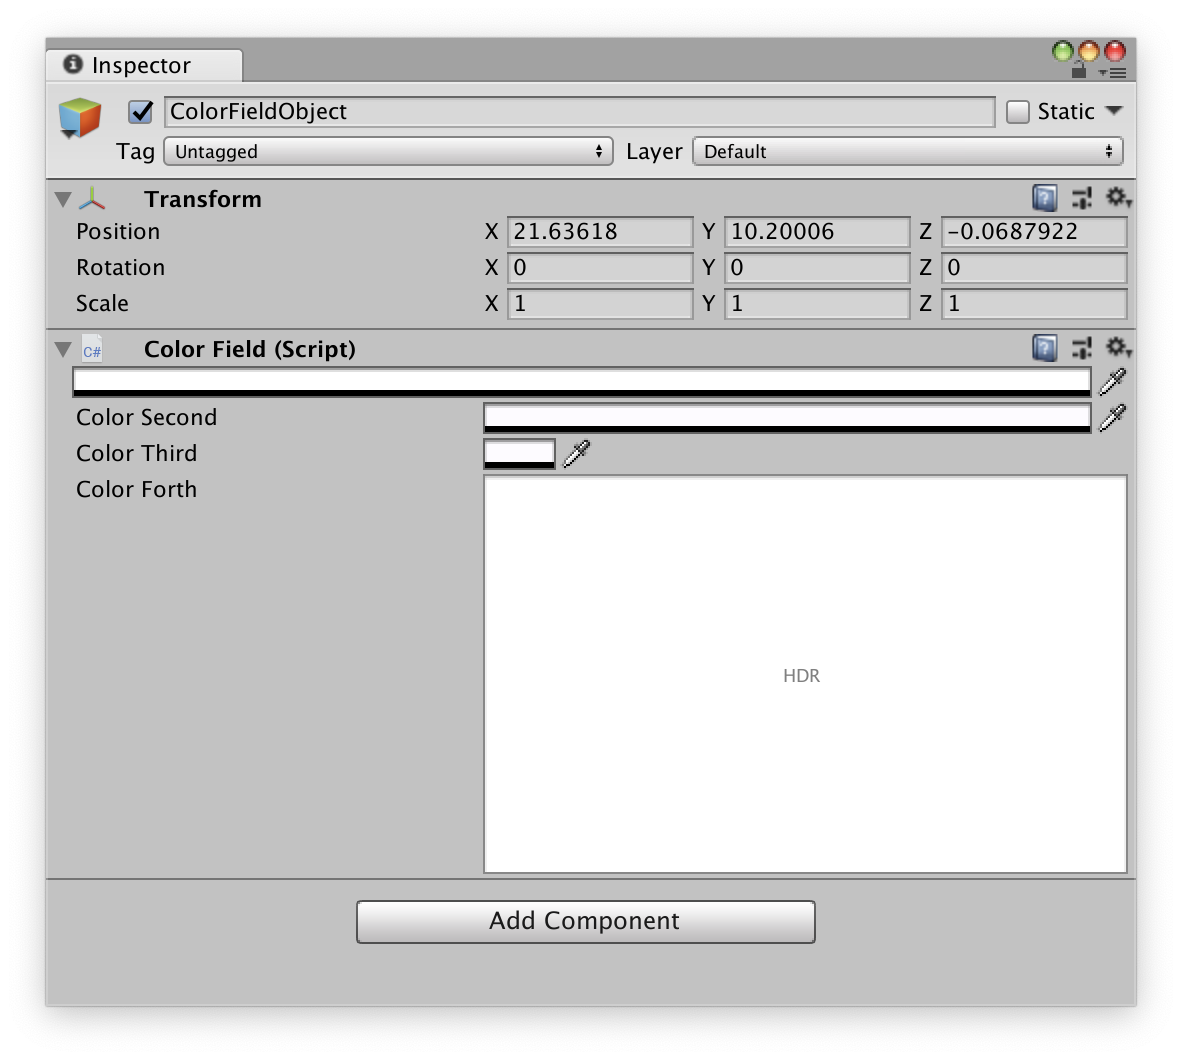 Inspector
ColorFieldObject Static
Tag Untagged Layer Default
Transform
Position X 21.63618 Y 10.20006 Z -0.0687922
Rotation X 0 Y 0 Z 0
Scale X 1 Y 1 Z 1
C# Color Field (Script)
Color Second
Color Third
Color Forth
HDR
Add Component